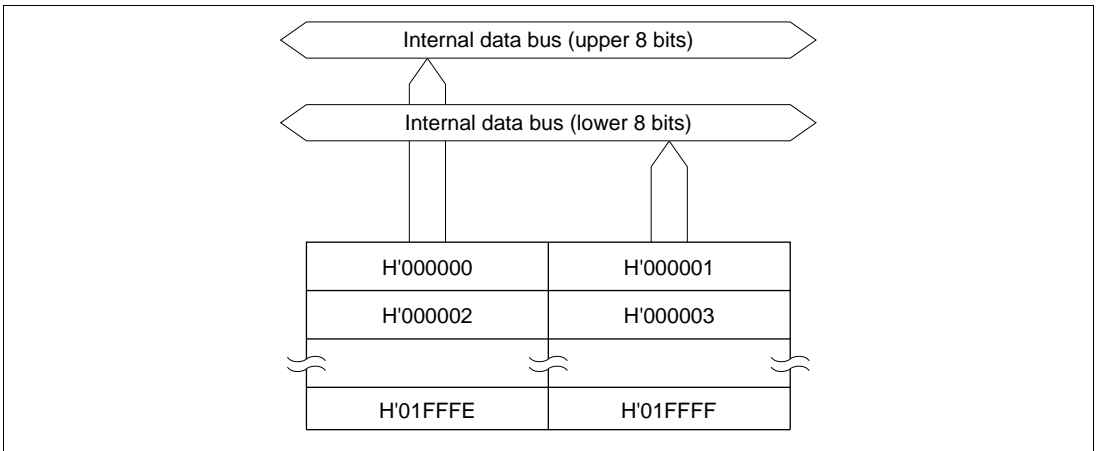 Internal data bus (upper 8 bits)
Internal data bus (lower 8 bits)
H'000000 H'000001
H'000002 H'000003
H'01FFFE H'01FFFF